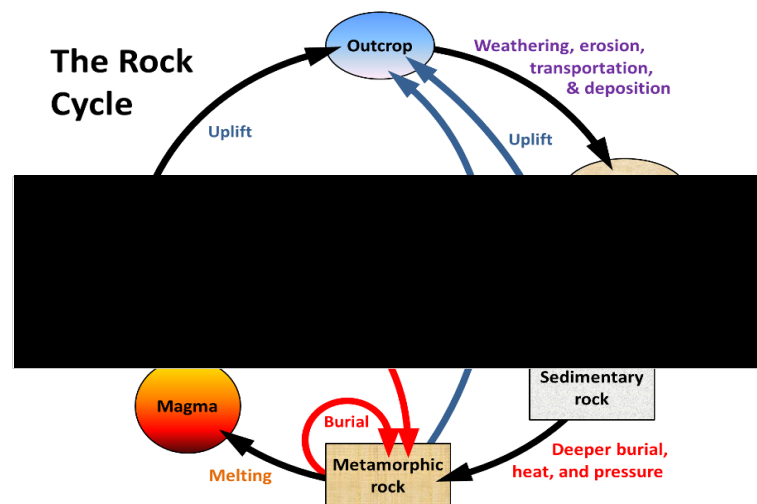 The Rock
Cycle
Outcrop
Weathering, erosion,
transportation,
& deposition
Uplift
Uplift
Sedimentary
rock
Magma
Burial
Metamorphic
rock
Melting
Deeper burial,
heat, and pressure